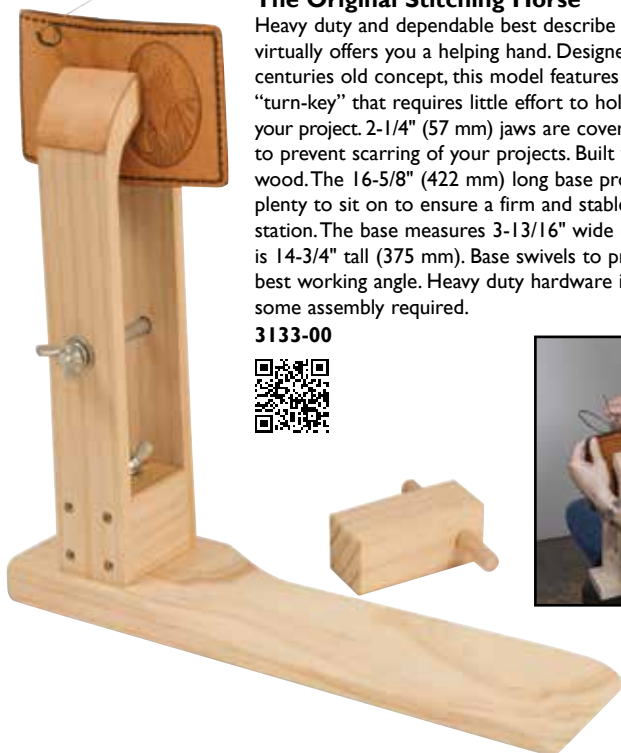 The Original Stitching Horse
Heavy duty and dependable best describe
virtually offers you a helping hand. Designe
centuries old concept, this model features
“turn-key” that requires little effort to hol
your project. 2-1/4" (57 mm) jaws are cover
to prevent scarring of your projects. Built
wood. The 16-5/8" (422 mm) long base pro
plenty to sit on to ensure a firm and stable
station. The base measures 3-13/16" wide
is 14-3/4" tall (375 mm). Base swivels to pr
best working angle. Heavy duty hardware i
some assembly required.
3133-00